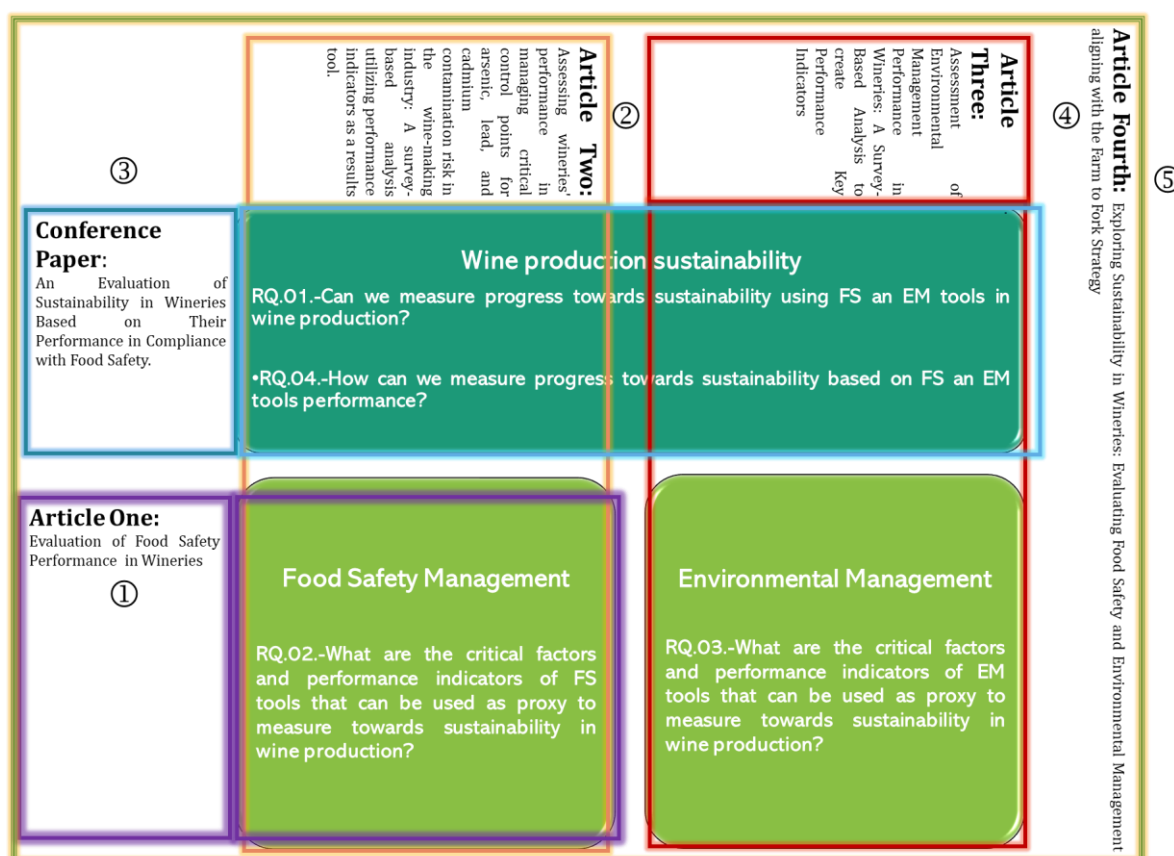 Article Two:
Assessing wineries'
performance in
managing critical
control points for
arsenic, lead, and
cadmium
contamination risk in
the wine-making
industry: A survey-
based analysis
utilizing performance
indicators as a results
tool.
②
Article
Three:
Assessment of
Environmental
Management
Performance in
Wineries: A Survey-
Based Analysis to
create Key
Performance
Indicators
④
Article Fourth: Exploring Sustainability in Wineries: Evaluating Food Safety and Environmental Management
aligning with the Farm to Fork Strategy
⑤
③
Conference
Paper:
An Evaluation of
Sustainability in Wineries
Based on Their
Performance in Compliance
with Food Safety.
Wine production sustainability
RQ.01.-Can we measure progress towards sustainability using FS an EM tools in
wine production?
•RQ.04.-How can we measure progress towards sustainability based on FS an EM
tools performance?
Article One:
Evaluation of Food Safety
Performance in Wineries
①
Food Safety Management
RQ.02.-What are the critical factors
and performance indicators of FS
tools that can be used as proxy to
measure towards sustainability in
wine production?
Environmental Management
RQ.03.-What are the critical factors
and performance indicators of EM
tools that can be used as proxy to
measure towards sustainability in
wine production?